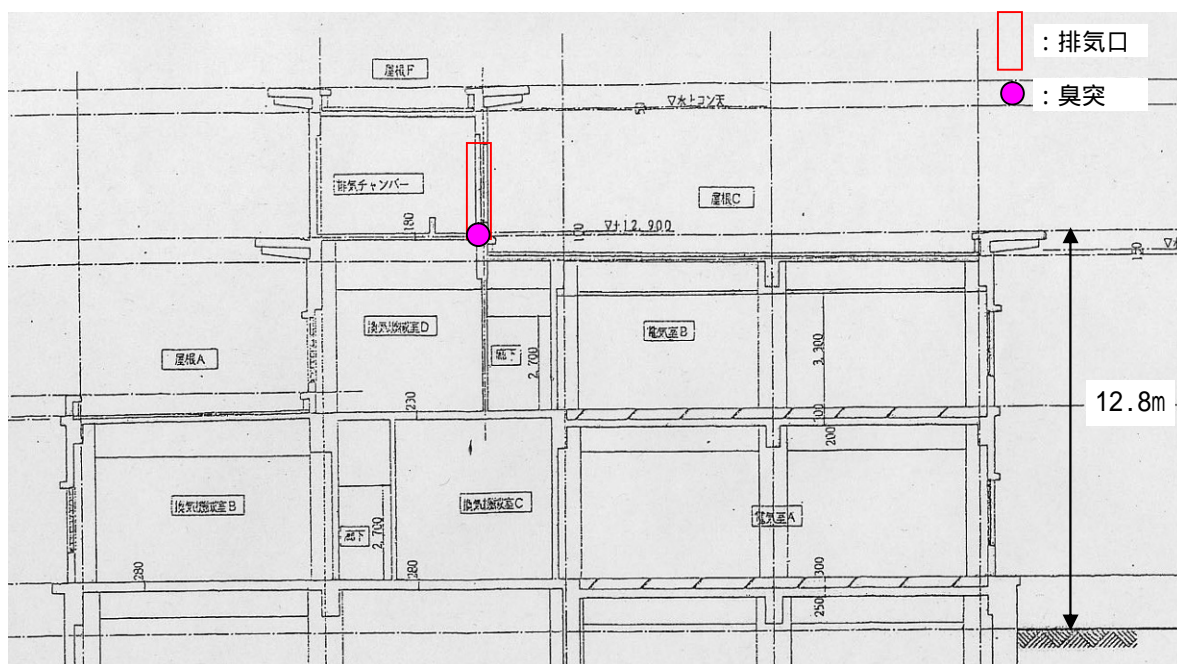 ：排気口
屋根F
：臭突
▽水上コン天
排気チャンバー
屋根C
180
▽+12,900
100
換気機械室D
電気室B
屋根A
廊下
2,700
3,300
12.8m
230
100
200
換気機械室B
換気機械室C
電気室A
廊下
2,700
280
280
300
250